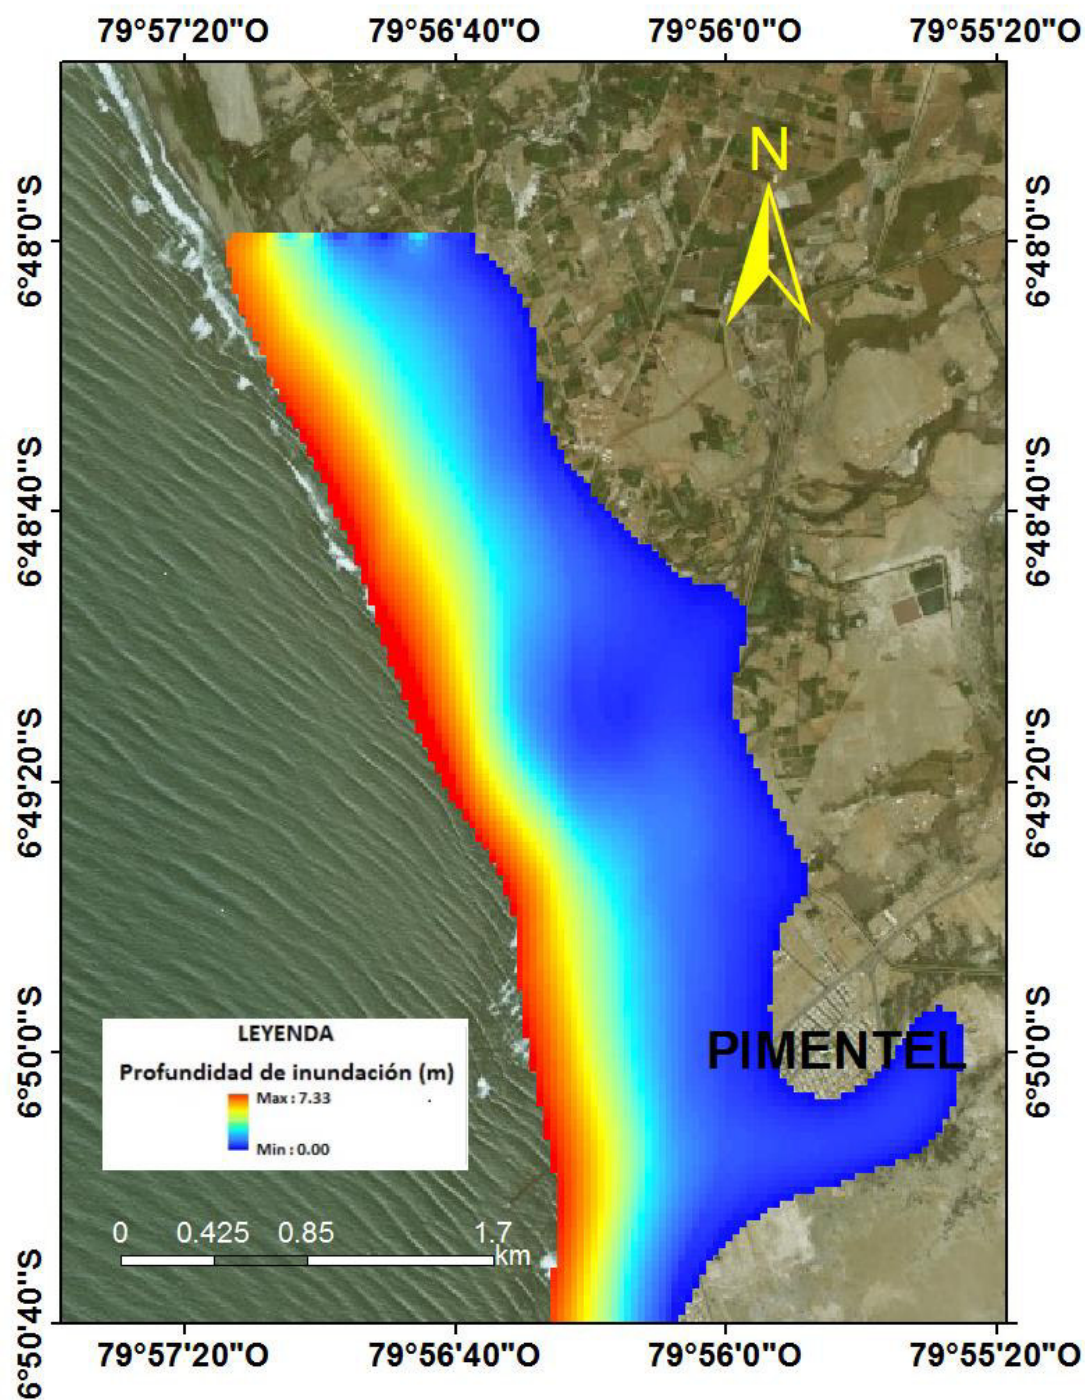 79°57'20"O 79°56'40"O 79°56'0"O 79°55'20"O
N
6°48'0"S 6°48'0"S
6°48'40"S 6°48'40"S
6°49'20"S 6°49'20"S
6°50'0"S 6°50'0"S
6°50'40"S 6°50'40"S
PIMENTEL
LEYENDA
Profundidad de inundación (m)
Max : 7.33
Min : 0.00
0 0.425 0.85 1.7
km
79°57'20"O 79°56'40"O 79°56'0"O 79°55'20"O